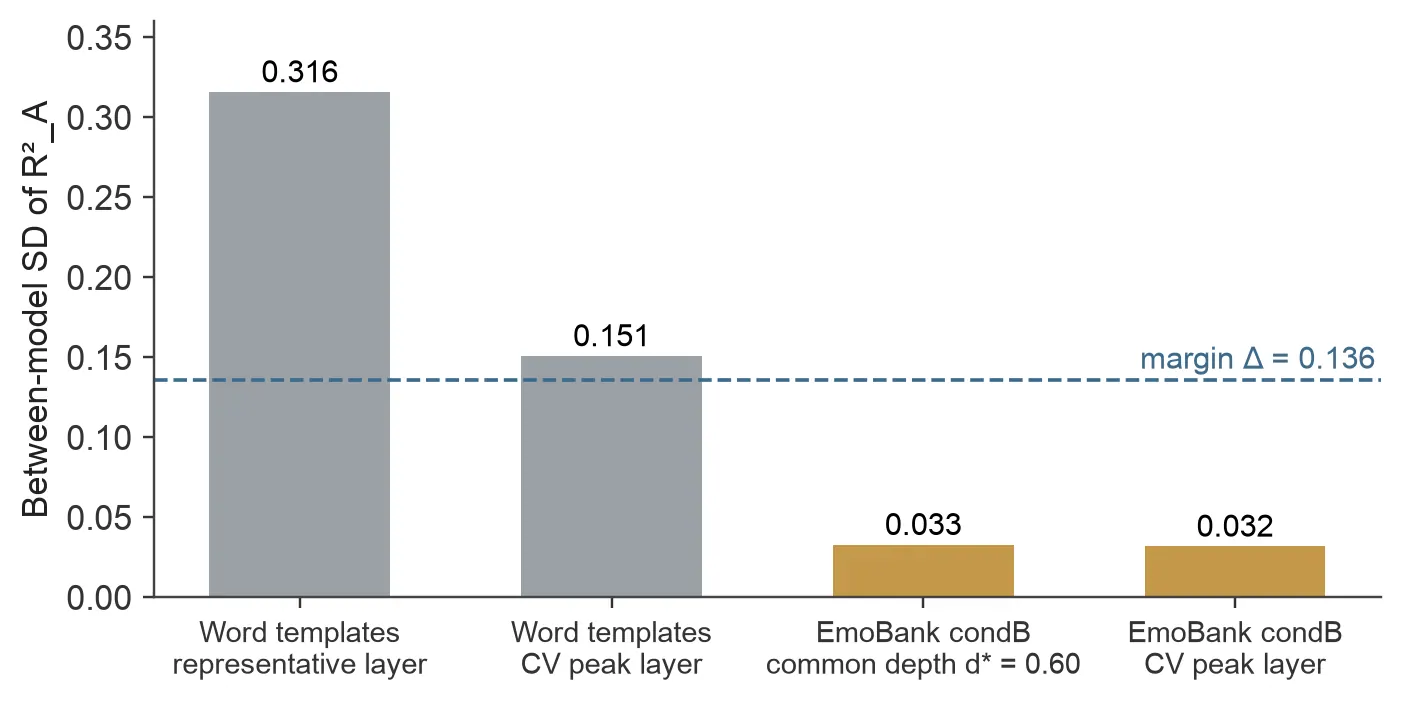 Between-model SD of R²_A
0.35
0.30
0.25
0.20
0.15
0.10
0.05
0.00
0.316
0.151
0.033
0.032
margin Δ = 0.136
Word templates
representative layer
Word templates
CV peak layer
EmoBank condB
common depth d* = 0.60
EmoBank condB
CV peak layer